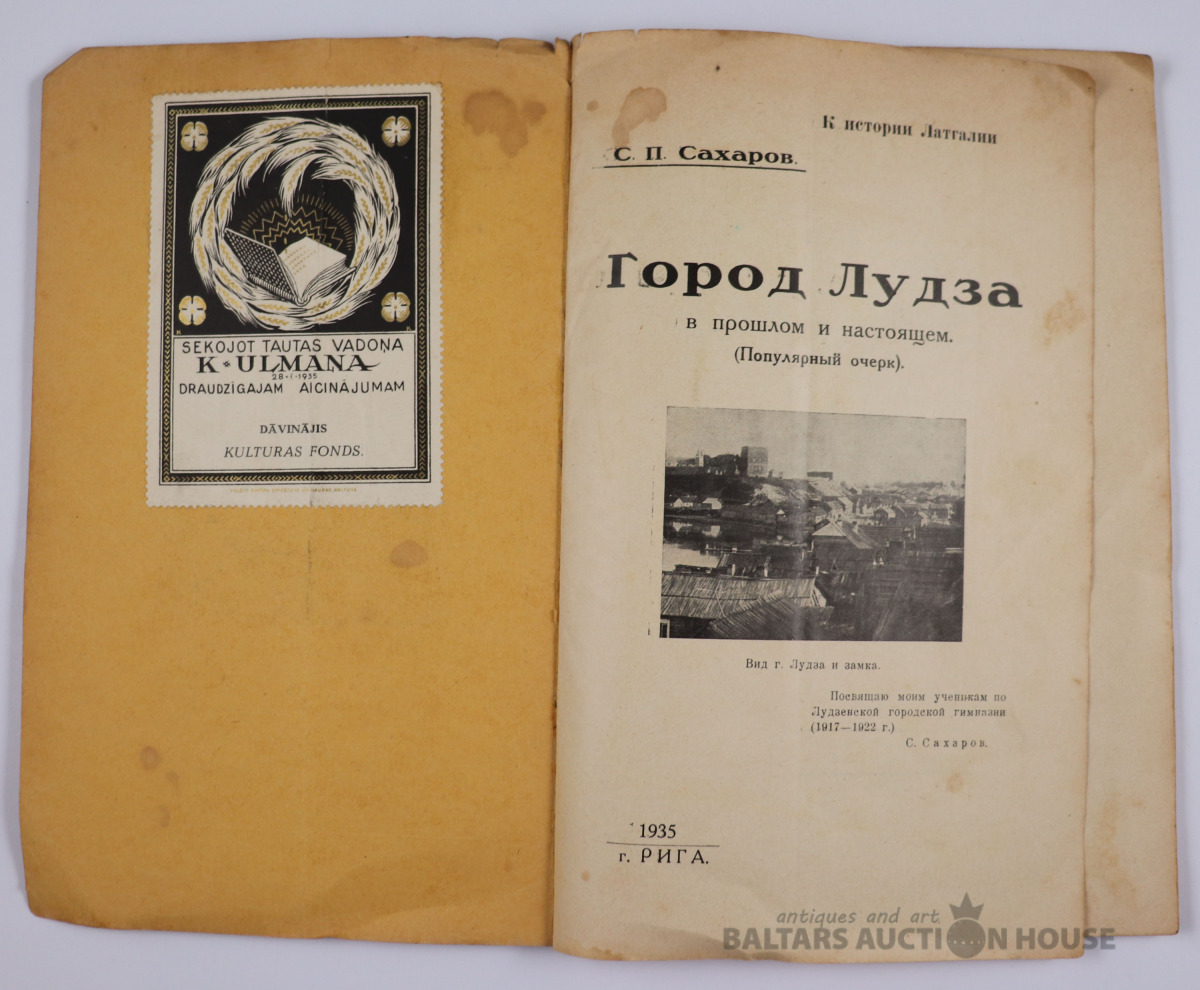 SEKOJOT TAUTAS VADOŅA
K * ULMAŅA
28-I-1935
DRAUDZĪGAJAM AICINĀJUMAM
DĀVINĀJIS
KULTURAS FONDS.
К истории Латгалии
С. П. Сахаров.
Город Лудза
в прошлом и настоящем.
(Популярный очерк).
Вид г. Лудза и замка.
Посвящаю моим ученикам по
Лудзенской городской гимназии
(1917—1922 г.)
С. Сахаров.
1935
г. РИГА.
antiques and art
BALTARS AUCTION HOUSE